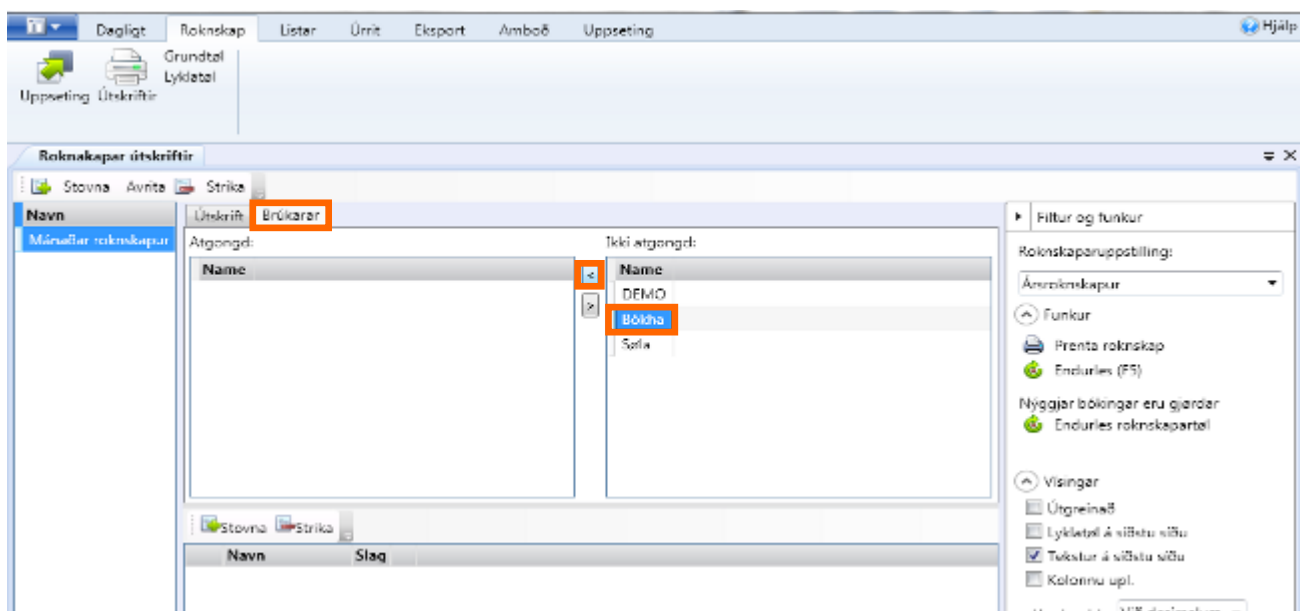 Dagligt Roknskap Listar Úrrit Eksport Amboð Uppseting Hjálp
Grundtøl
Lyklatøl
Uppseting Útskriftir
Roknakapar útskriftir
Stovna Avrita Strika
Navn
Mánaðar roknskapur
Útskrift Brúkarar
Atgongd:
Name
<
>
Ikki atgongd:
Name
DEMO
Bókha
Søla
Stovna Strika
Navn Slag
Filtur og funkur
Roknskaparuppstilling:
Ársroknskapur
Funkur
Prenta roknskap
Endurles (F5)
Nýggjar bókingar eru gjørdar
Endurles roknskapartøl
Vísingar
Útgreinað
Lyklatøl á síðstu síðu
Tekstur á síðstu síðu
Kolonnu upl.